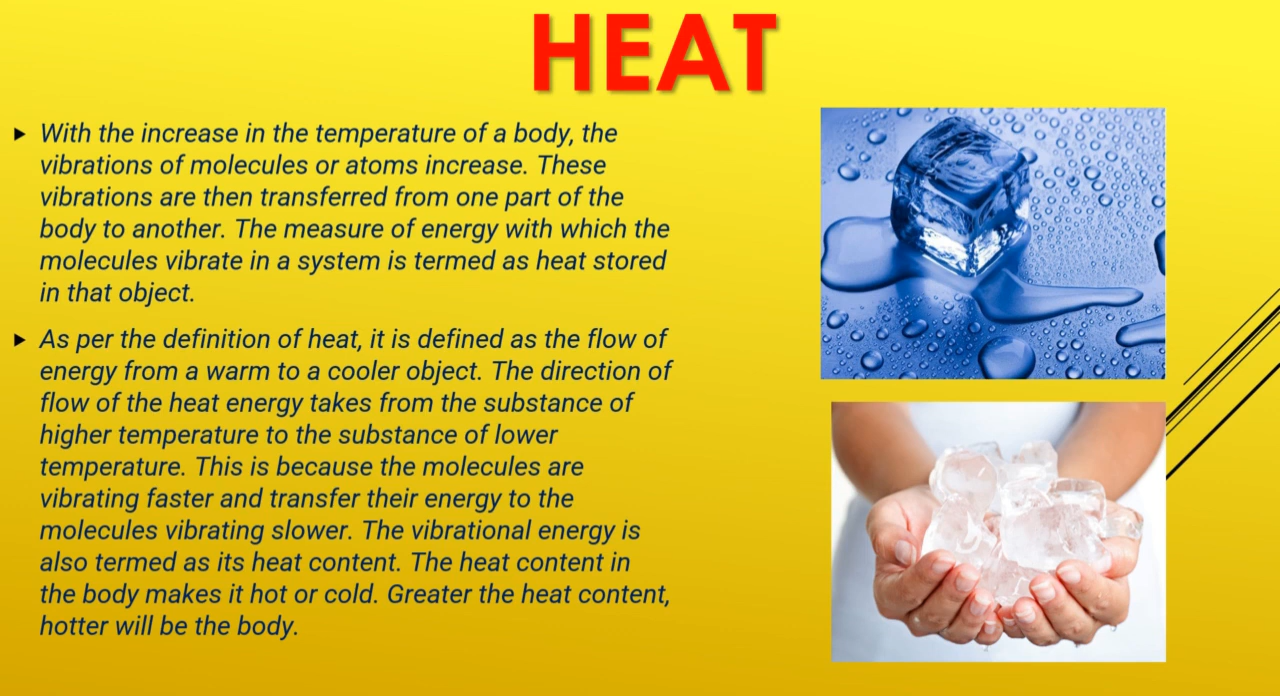 HEAT
With the increase in the temperature of a body, the
vibrations of molecules or atoms increase. These
vibrations are then transferred from one part of the
body to another. The measure of energy with which the
molecules vibrate in a system is termed as heat stored
in that object.
As per the definition of heat, it is defined as the flow of
energy from a warm to a cooler object. The direction of
flow of the heat energy takes from the substance of
higher temperature to the substance of lower
temperature. This is because the molecules are
vibrating faster and transfer their energy to the
molecules vibrating slower. The vibrational energy is
also termed as its heat content. The heat content in
the body makes it hot or cold. Greater the heat content,
hotter will be the body.